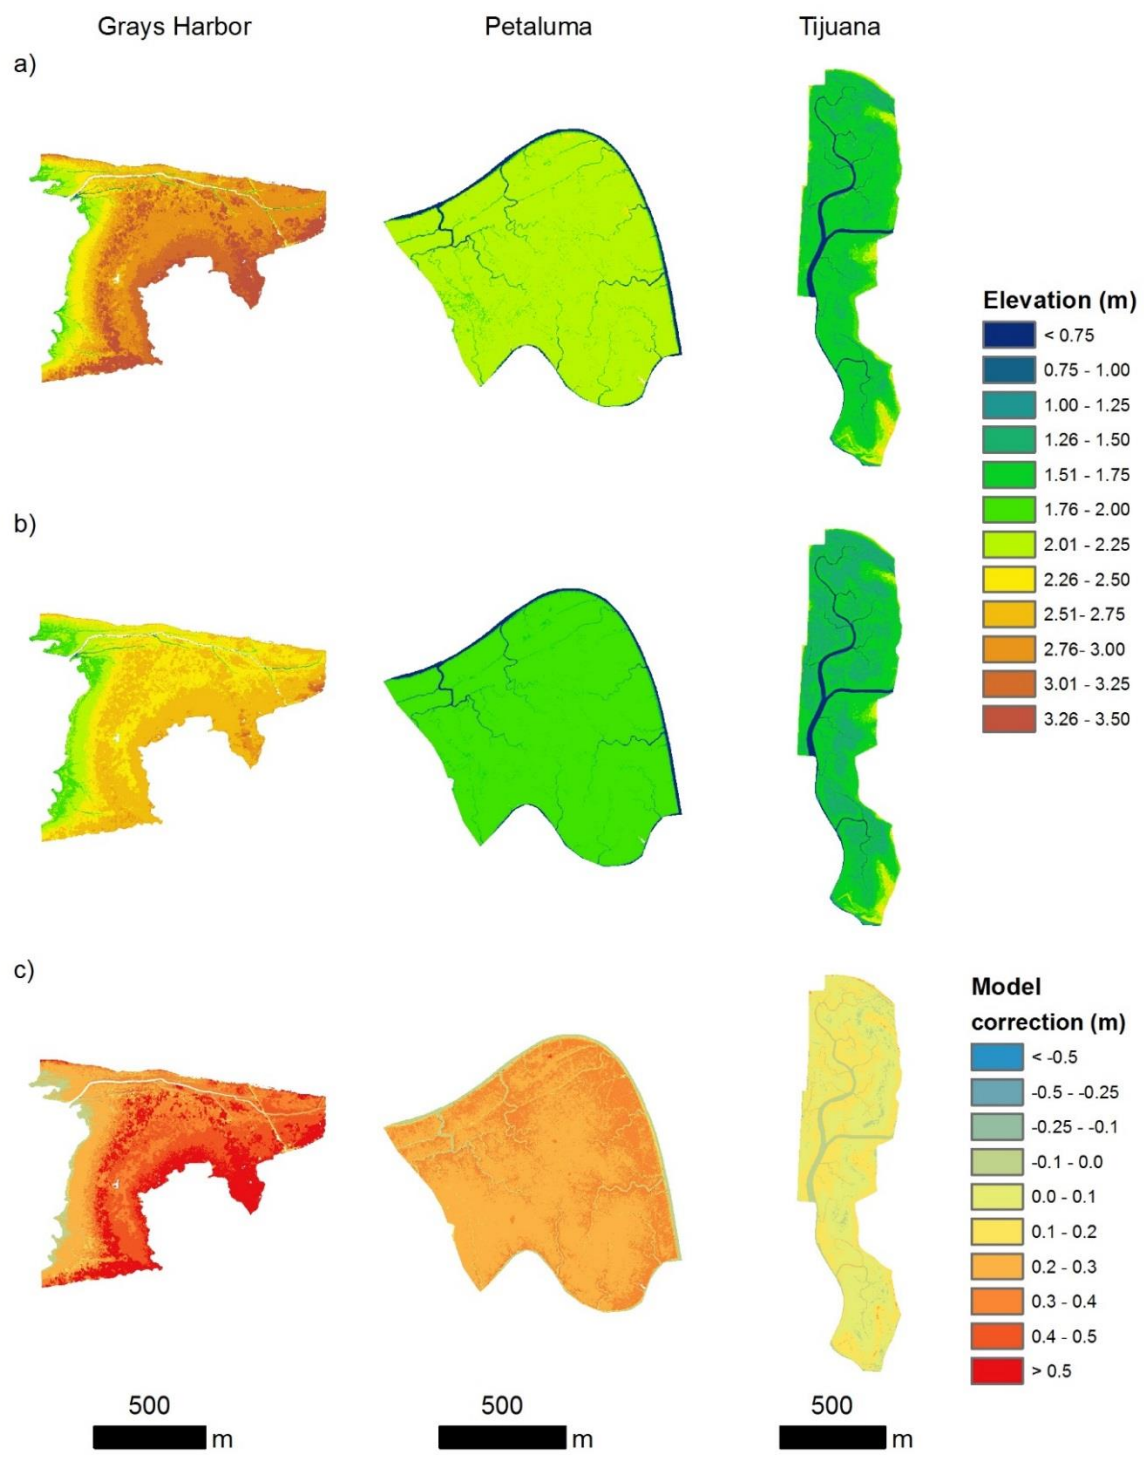 Grays Harbor
Petaluma
Tijuana
a)
Elevation (m)
< 0.75
0.75 - 1.00
1.00 - 1.25
1.26 - 1.50
1.51 - 1.75
1.76 - 2.00
2.01 - 2.25
2.26 - 2.50
2.51- 2.75
2.76- 3.00
3.01 - 3.25
3.26 - 3.50
b)
c)
Model
correction (m)
< -0.5
-0.5 - -0.25
-0.25 - -0.1
-0.1 - 0.0
0.0 - 0.1
0.1 - 0.2
0.2 - 0.3
0.3 - 0.4
0.4 - 0.5
> 0.5
500
m
500
m
500
m